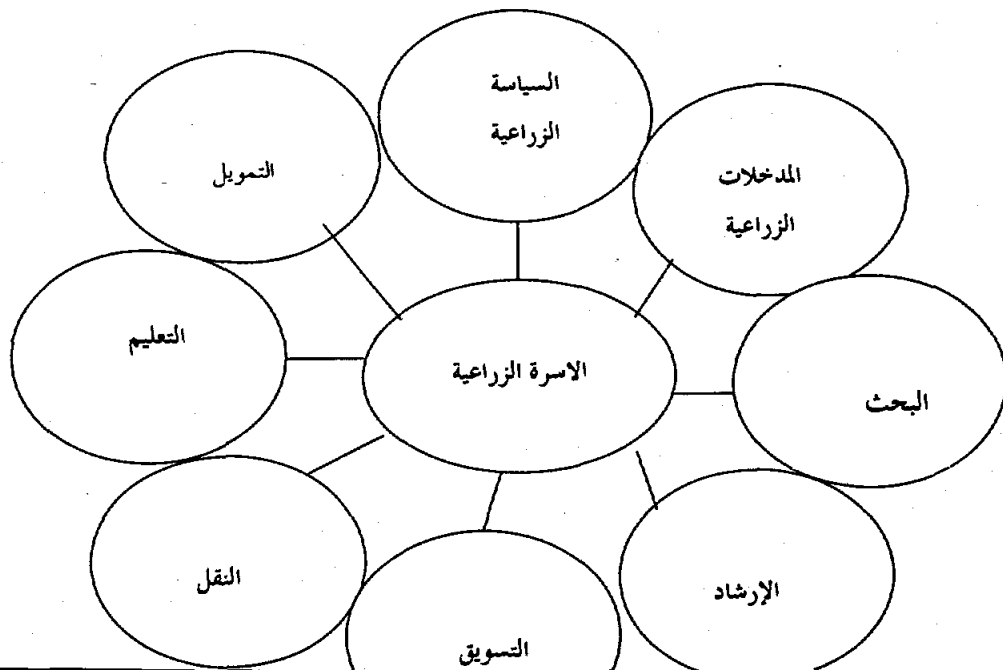 السياسة
الزراعية
المدخلات
الزراعية
التمويل
التعليم
الاسرة الزراعية
البحث
النقل
الإرشاد
التسويق